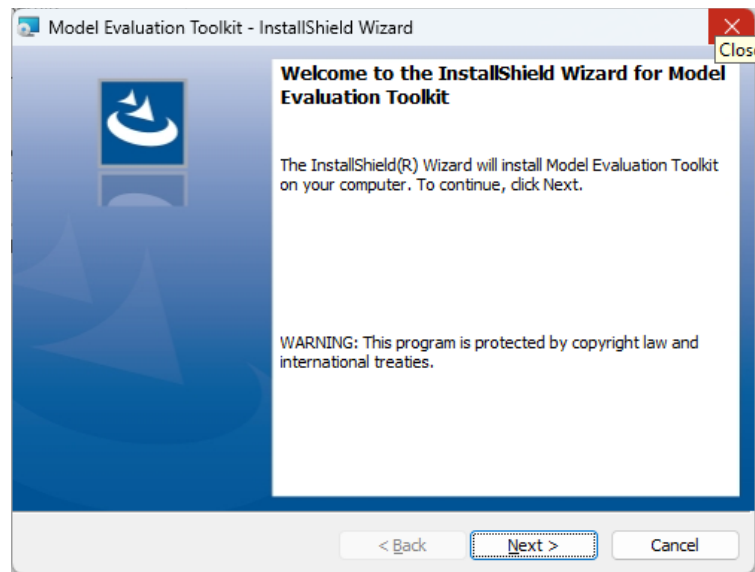 Model Evaluation Toolkit - InstallShield Wizard
Welcome to the InstallShield Wizard for Model
Evaluation Toolkit
The InstallShield(R) Wizard will install Model Evaluation Toolkit
on your computer. To continue, click Next.
WARNING: This program is protected by copyright law and
international treaties.
< Back
Next >
Cancel